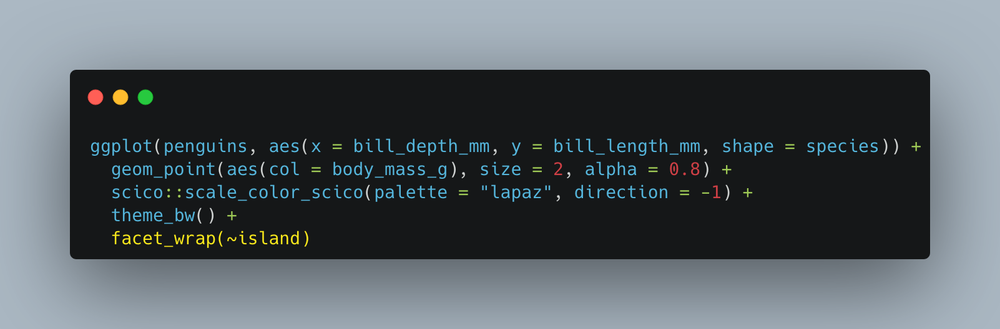 ggplot(penguins, aes(x = bill_depth_mm, y = bill_length_mm, shape = species)) +
  geom_point(aes(col = body_mass_g), size = 2, alpha = 0.8) +
  scico::scale_color_scico(palette = "lapaz", direction = -1) +
  theme_bw() +
  facet_wrap(~island)